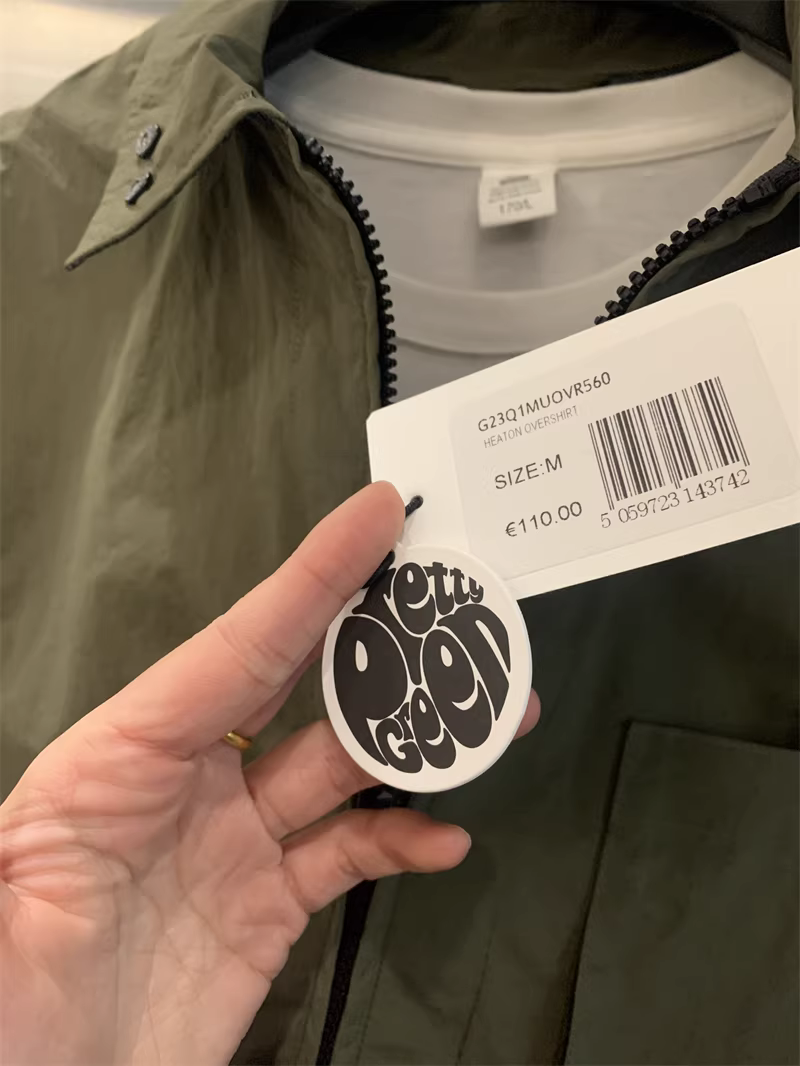 G23Q1MUOVR560
HEATON OVERSHIRT
SIZE:M
€110.00
5 059723 143742
Pretty
Green